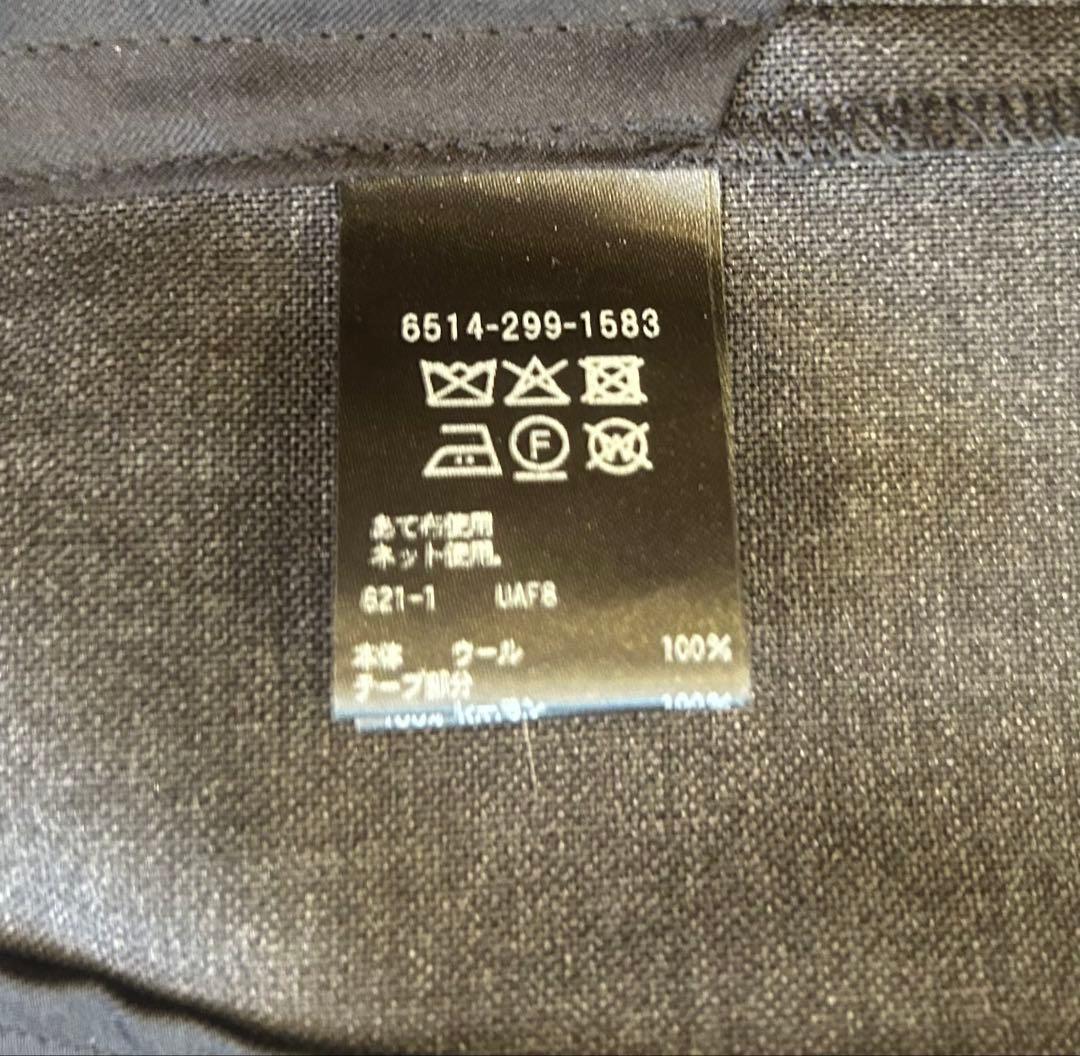 6514-299-1583
F W
あて布使用
ネット使用。
621-1 UAF8
本体 ウール 100%
テープ部分
100%